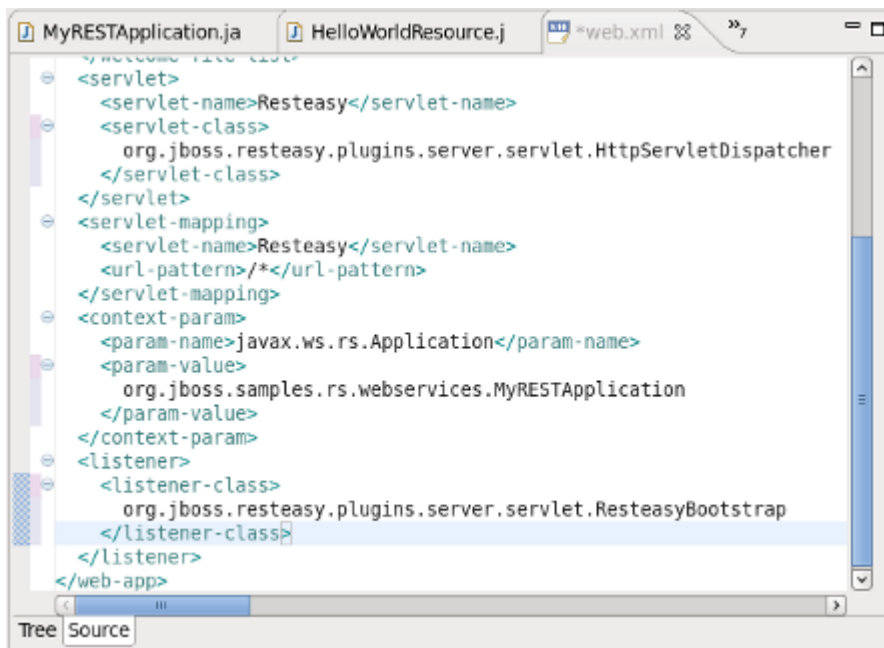 MyRESTApplication.ja HelloWorldResource.j *web.xml »7
</welcome-file-list>
<servlet>
<servlet-name>Resteasy</servlet-name>
<servlet-class>
org.jboss.resteasy.plugins.server.servlet.HttpServletDispatcher
</servlet-class>
</servlet>
<servlet-mapping>
<servlet-name>Resteasy</servlet-name>
<url-pattern>/*</url-pattern>
</servlet-mapping>
<context-param>
<param-name>javax.ws.rs.Application</param-name>
<param-value>
org.jboss.samples.rs.webservices.MyRESTApplication
</param-value>
</context-param>
<listener>
<listener-class>
org.jboss.resteasy.plugins.server.servlet.ResteasyBootstrap
</listener-class>
</listener>
</web-app>
Tree Source